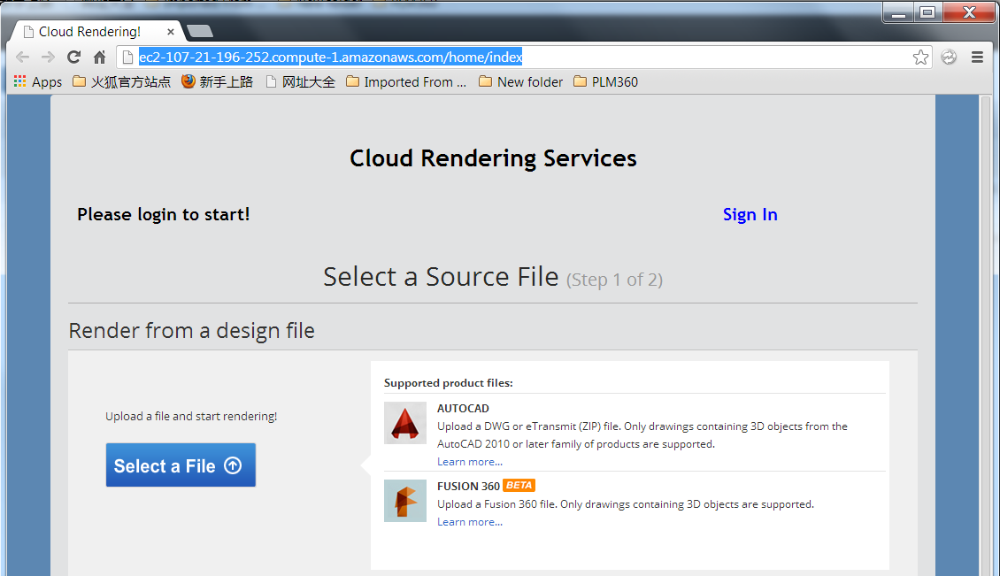 Cloud Rendering!
ec2-107-21-196-252.compute-1.amazonaws.com/home/index
Apps 火狐官方站点 新手上路 网址大全 Imported From ... New folder PLM360
Cloud Rendering Services
Please login to start! Sign In
Select a Source File (Step 1 of 2)
Render from a design file
Supported product files:
AUTOCAD
Upload a file and start rendering!
Upload a DWG or eTransmit (ZIP) file. Only drawings containing 3D objects from the
AutoCAD 2010 or later family of products are supported.
Learn more...
Select a File
FUSION 360 BETA
Upload a Fusion 360 file. Only drawings containing 3D objects are supported.
Learn more...